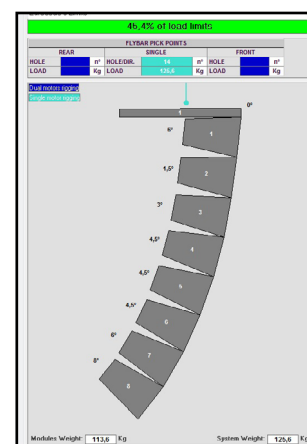 45,4% of load limits
FLYBAR PICK POINTS
REAR SINGLE FRONT
HOLE n° HOLE/DIR. 14 n° HOLE n°
LOAD Kg LOAD 125,6 Kg LOAD Kg
Dual motors rigging
Single motor rigging
0°
1
6°
1
1,5°
2
3°
3
4,5°
4
4,5°
5
4,5°
6
6°
7
8°
8
Modules Weight: 113,6 Kg System Weight: 125,6 Kg